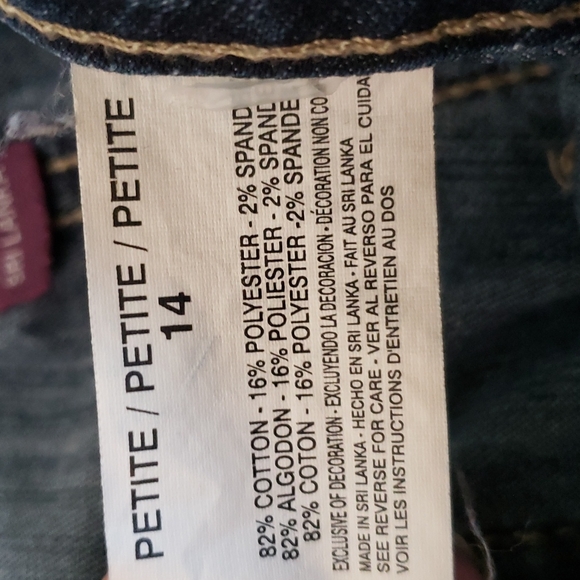 PETITE / PETITE / PETITE
14
82% COTTON - 16% POLYESTER - 2% SPAND
82% ALGODON - 16% POLIESTER - 2% SPAND
82% COTON - 16% POLYESTER -2% SPANDE
EXCLUSIVE OF DECORATION · EXCLUYENDO LA DECORACION · DÉCORATION NON CO
MADE IN SRI LANKA · HECHO EN SRI LANKA · FAIT AU SRI LANKA
SEE REVERSE FOR CARE - VER AL REVERSO PARA EL CUIDA
VOIR LES INSTRUCTIONS D'ENTRETIEN AU DOS
SRI LANKA